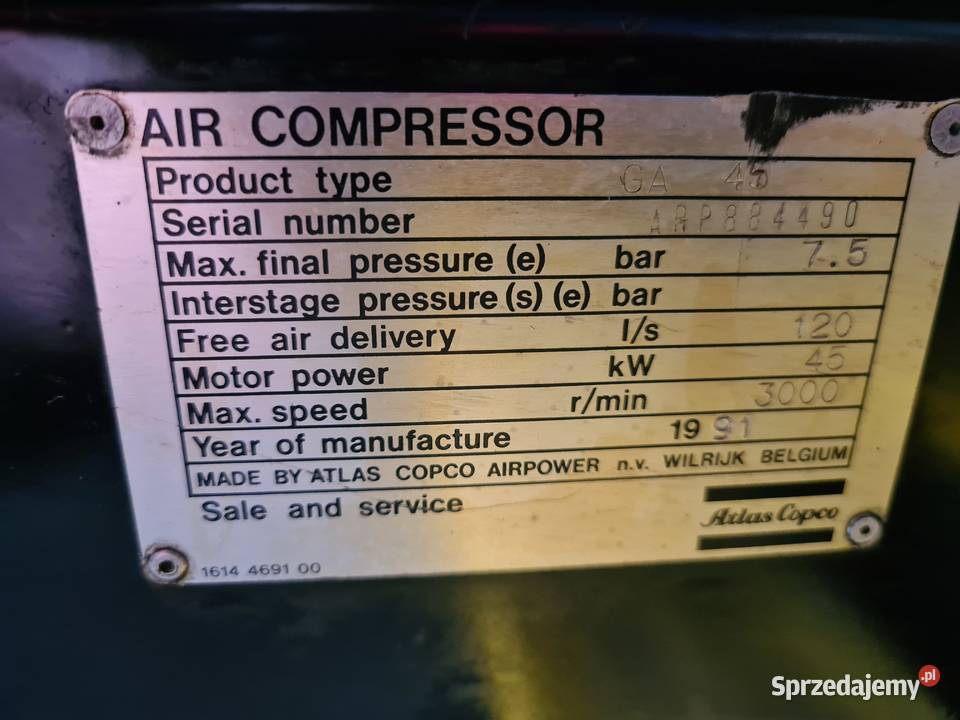 AIR COMPRESSOR
Product type GA 45
Serial number ARP884490
Max. final pressure (e) bar 7.5
Interstage pressure (s) (e) bar
Free air delivery l/s 120
Motor power kW 45
Max. speed r/min 3000
Year of manufacture 19 91
MADE BY ATLAS COPCO AIRPOWER n.v. WILRIJK BELGIUM
Sale and service
Atlas Copco
1614 4691 00
Sprzedajemy.pl